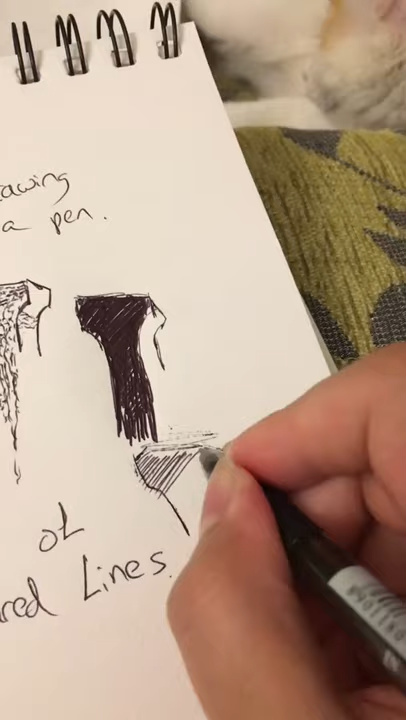 awing
a pen.
of
red Lines.